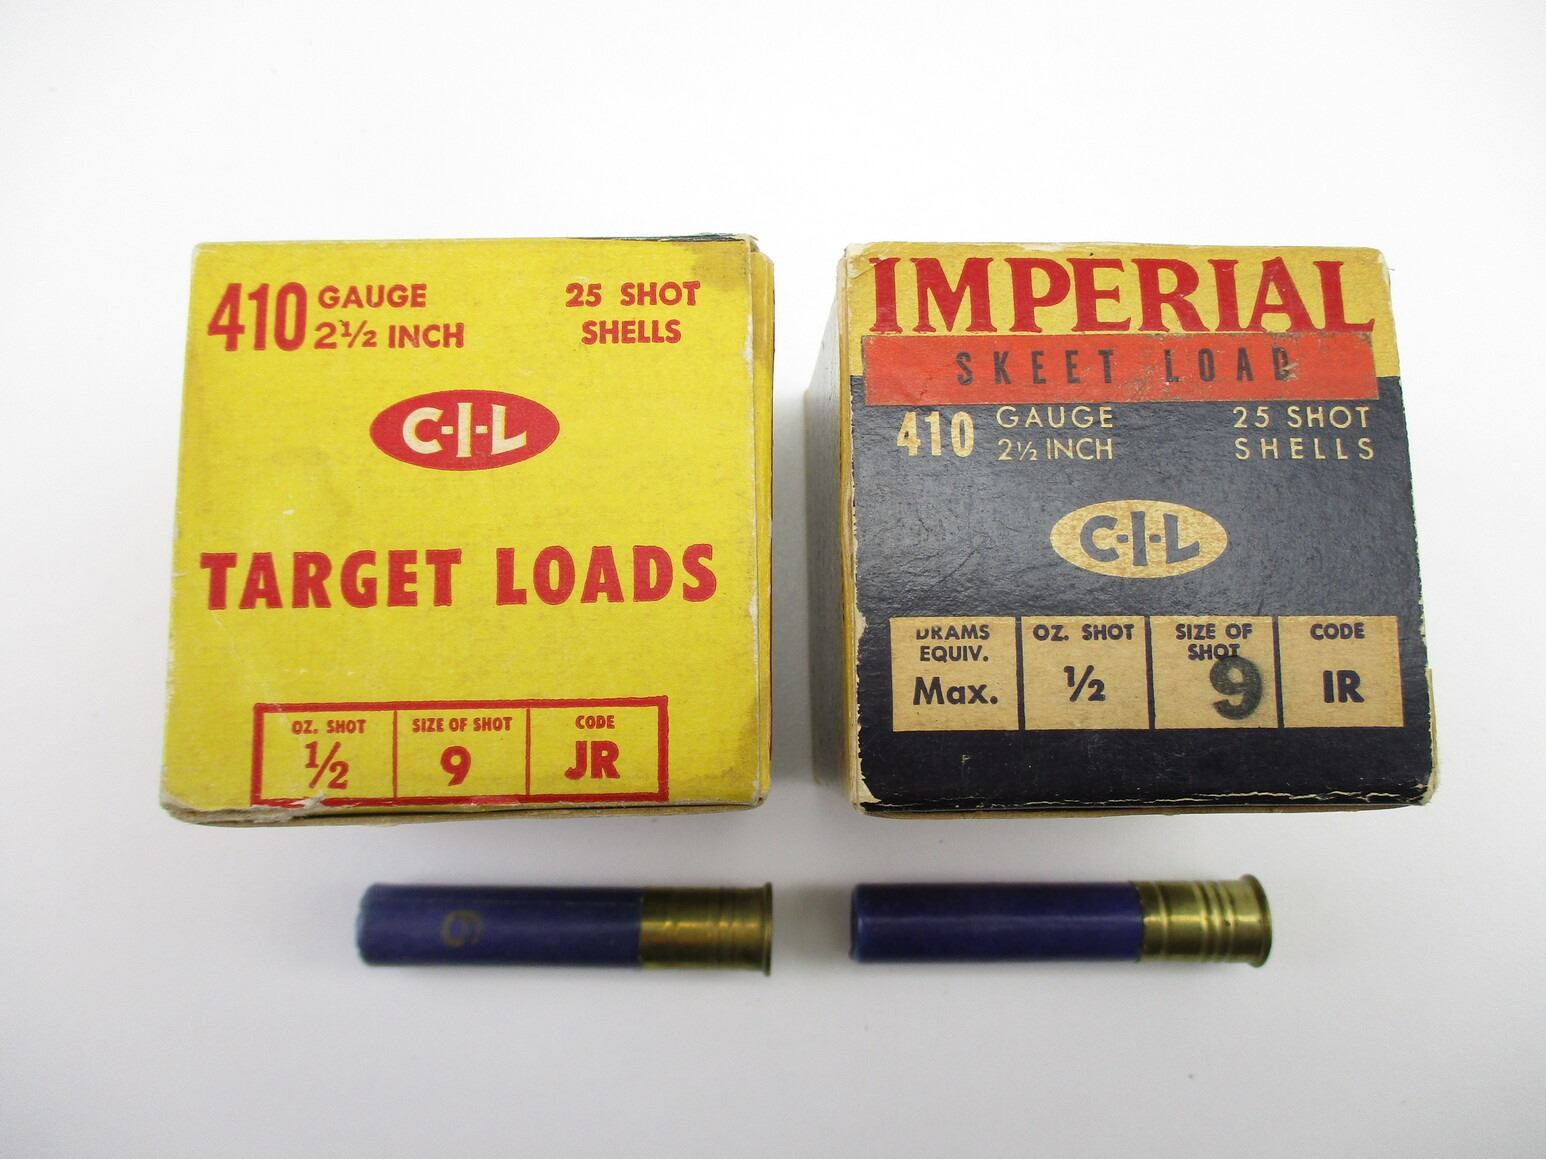 410 GAUGE
2½ INCH
25 SHOT
SHELLS
C-I-L
TARGET LOADS
OZ. SHOT
½
SIZE OF SHOT
9
CODE
JR
IMPERIAL
SKEET LOAD
410 GAUGE
2½ INCH
25 SHOT
SHELLS
C-I-L
DRAMS
EQUIV.
Max.
OZ. SHOT
½
SIZE OF
SHOT
9
CODE
IR
9